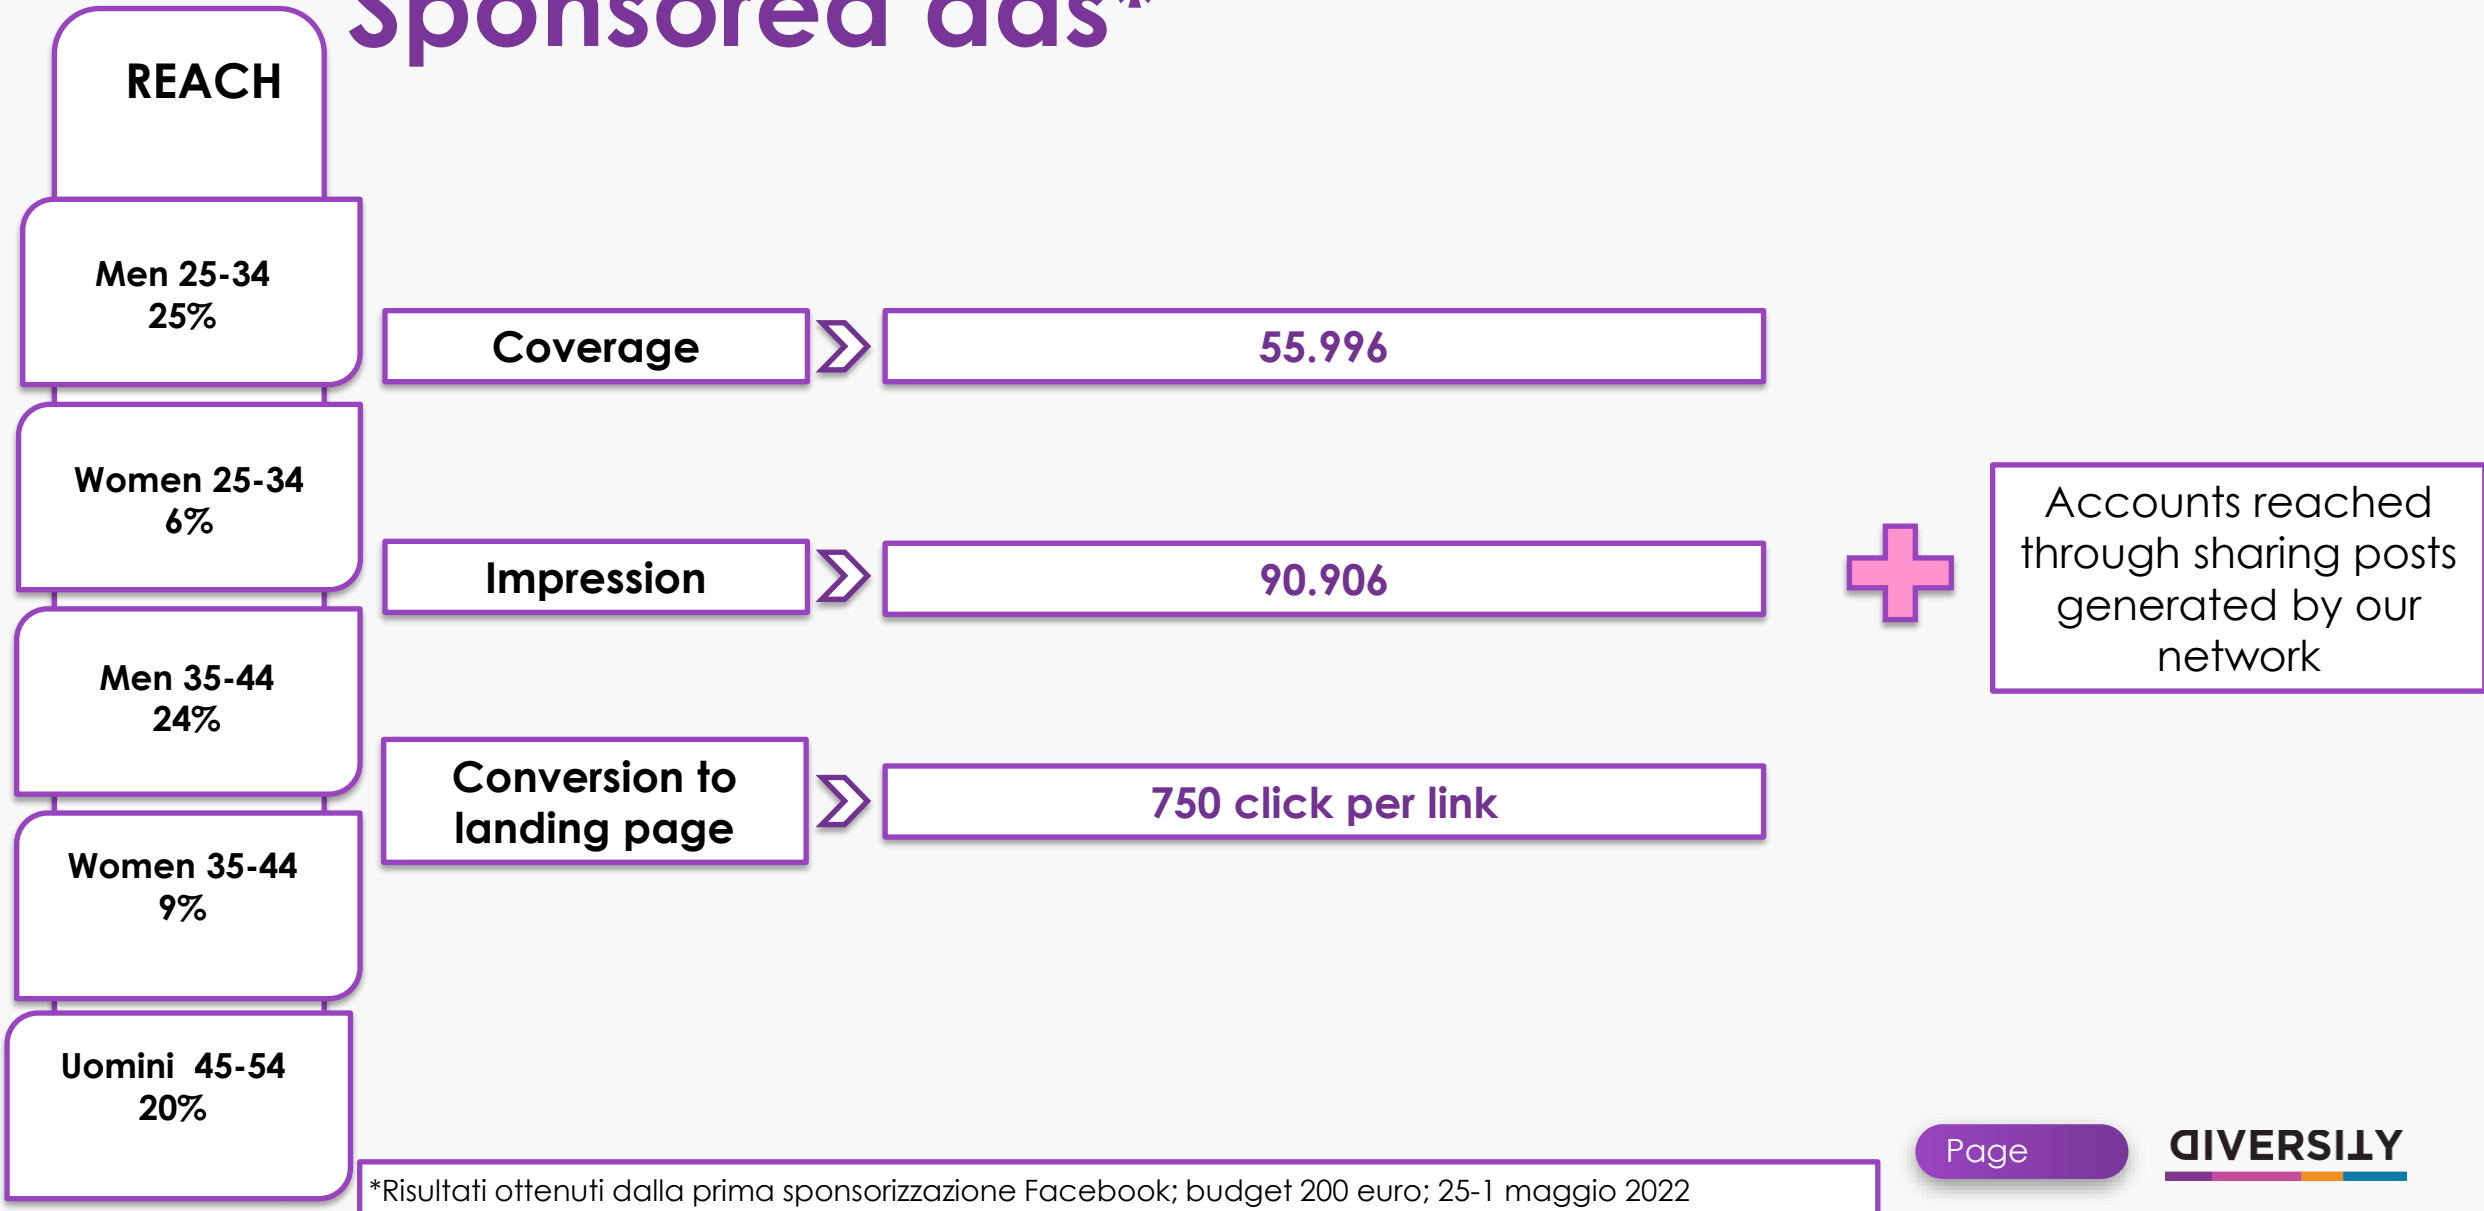 Sponsored ads*
REACH
Men 25-34
25%
Women 25-34
6%
Men 35-44
24%
Women 35-44
9%
Uomini 45-54
20%
Coverage
55.996
Impression
90.906
Conversion to
landing page
750 click per link
Accounts reached
through sharing posts
generated by our
network
*Risultati ottenuti dalla prima sponsorizzazione Facebook; budget 200 euro; 25-1 maggio 2022
Page
DIVERSITY